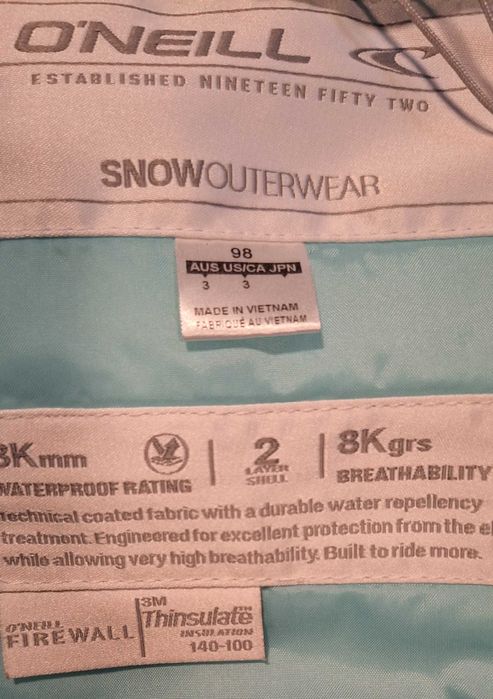 O'NEILL
ESTABLISHED NINETEEN FIFTY TWO
SNOWOUTERWEAR
98
AUS US/CA JPN
3 3
MADE IN VIETNAM
FABRIQUÉ AU VIETNAM
8Kmm
WATERPROOF RATING
2
LAYER
SHELL
8Kgrs
BREATHABILITY
technical coated fabric with a durable water repellency
treatment. Engineered for excellent protection from the el
while allowing very high breathability. Built to ride more.
O'NEILL
FIREWALL
3M
Thinsulate
INSULATION
140-100